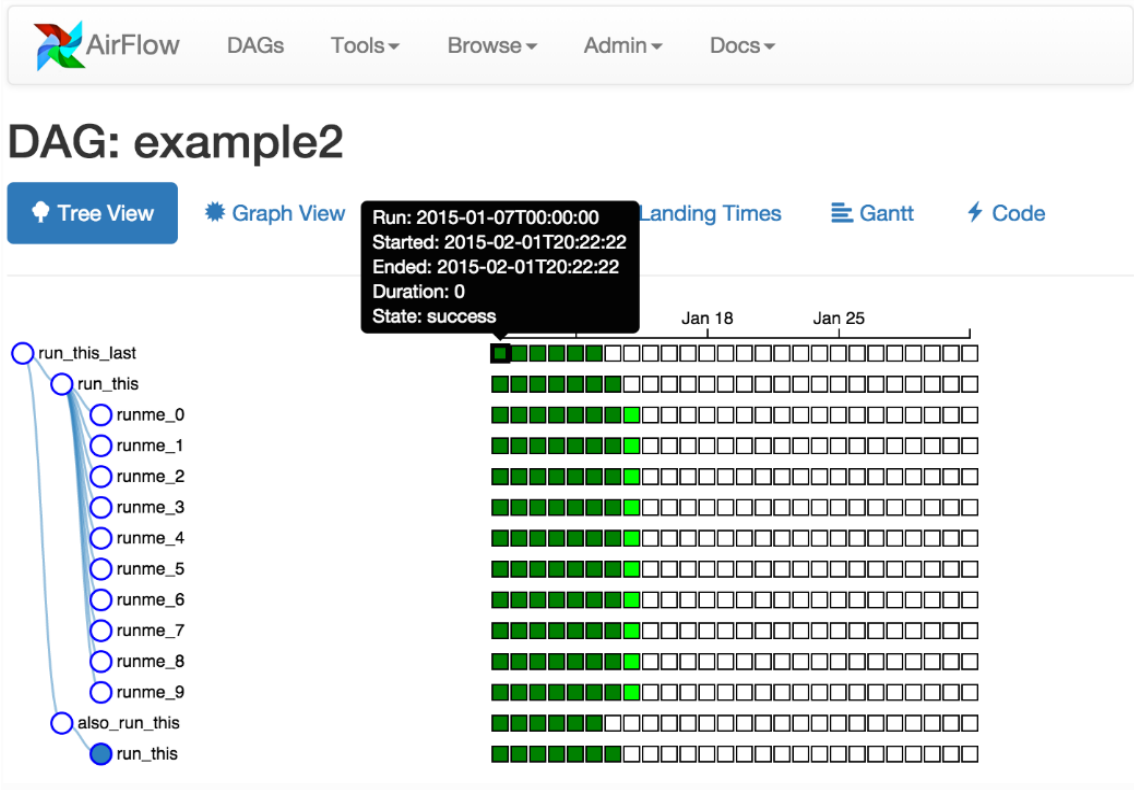 AirFlow DAGs Tools Browse Admin Docs
DAG: example2
Tree View Graph View Landing Times Gantt Code
Run: 2015-01-07T00:00:00
Started: 2015-02-01T20:22:22
Ended: 2015-02-01T20:22:22
Duration: 0
State: success
Jan 18 Jan 25
run_this_last
run_this
runme_0
runme_1
runme_2
runme_3
runme_4
runme_5
runme_6
runme_7
runme_8
runme_9
also_run_this
run_this